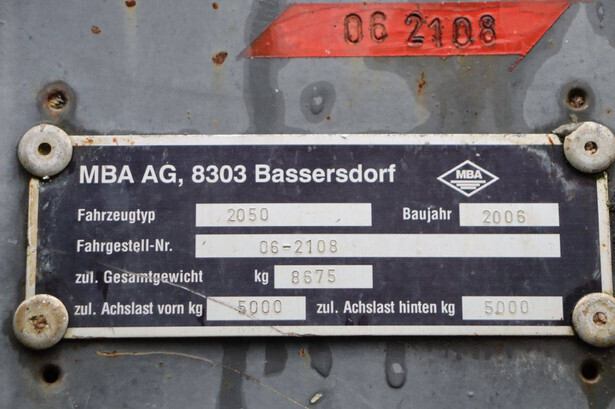 06 2108
MBA AG, 8303 Bassersdorf
MBA
Fahrzeugtyp 2050 Baujahr 2006
Fahrgestell-Nr. 06-2108
zul. Gesamtgewicht kg 8675
zul. Achslast vorn kg 5000 zul. Achslast hinten kg 5000